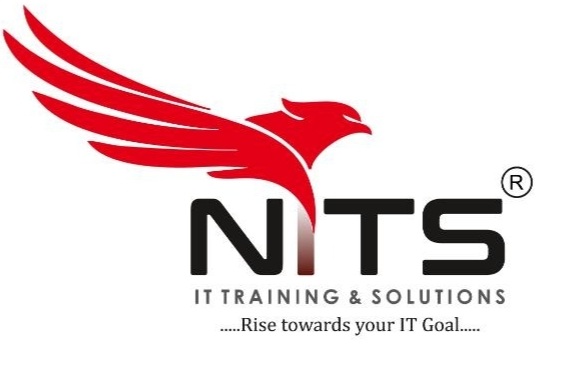 NITS ®
IT TRAINING & SOLUTIONS
.....Rise towards your IT Goal.....